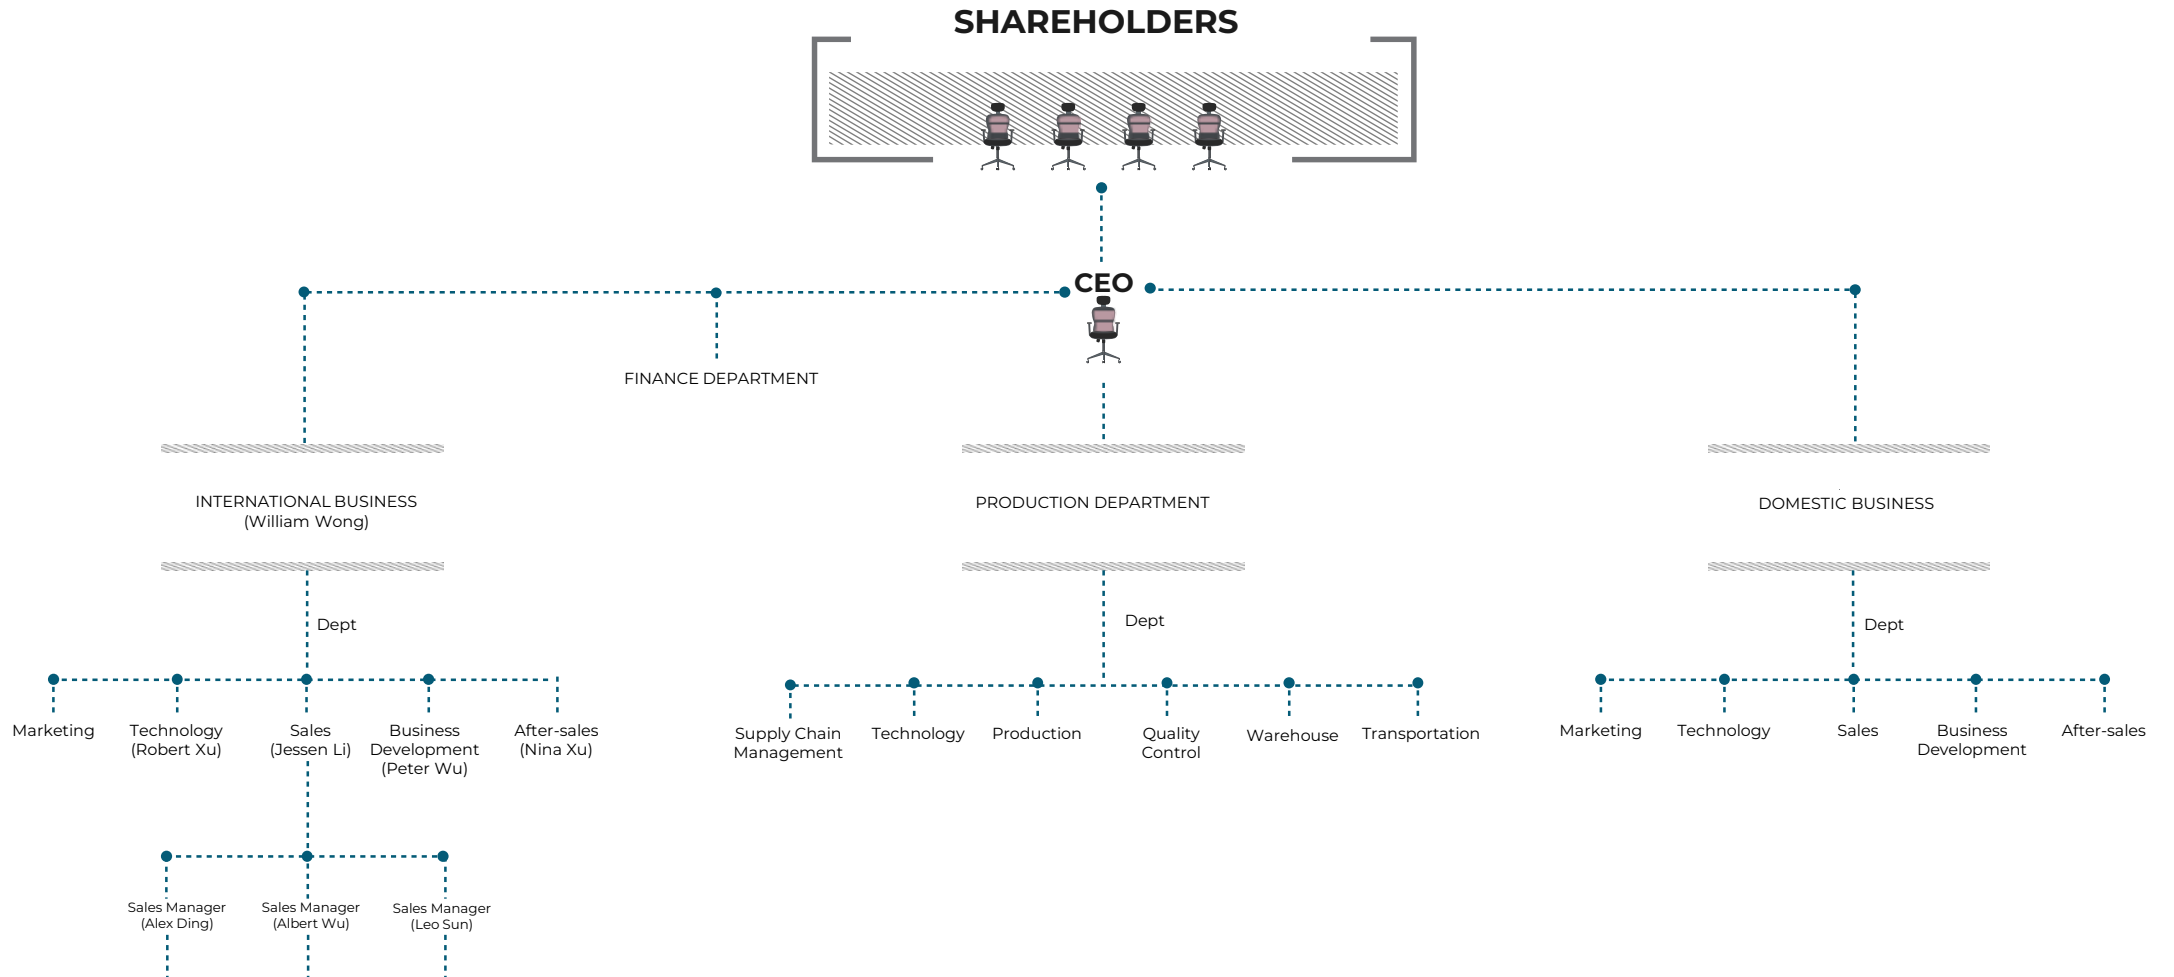 SHAREHOLDERS
CEO
FINANCE DEPARTMENT
INTERNATIONAL BUSINESS
(William Wong)
PRODUCTION DEPARTMENT
DOMESTIC BUSINESS
Dept
Dept
Dept
Marketing
Technology
(Robert Xu)
Sales
(Jessen Li)
Business
Development
(Peter Wu)
After-sales
(Nina Xu)
Supply Chain
Management
Technology
Production
Quality
Control
Warehouse
Transportation
Marketing
Technology
Sales
Business
Development
After-sales
Sales Manager
(Alex Ding)
Sales Manager
(Albert Wu)
Sales Manager
(Leo Sun)